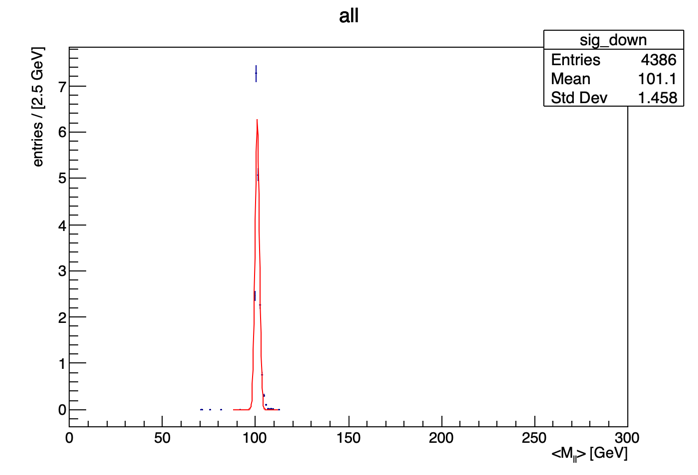 all
sig_down
Entries 4386
Mean 101.1
Std Dev 1.458
entries / [2.5 GeV]
7
6
5
4
3
2
1
0
0 50 100 150 200 250 300
<M_ll> [GeV]